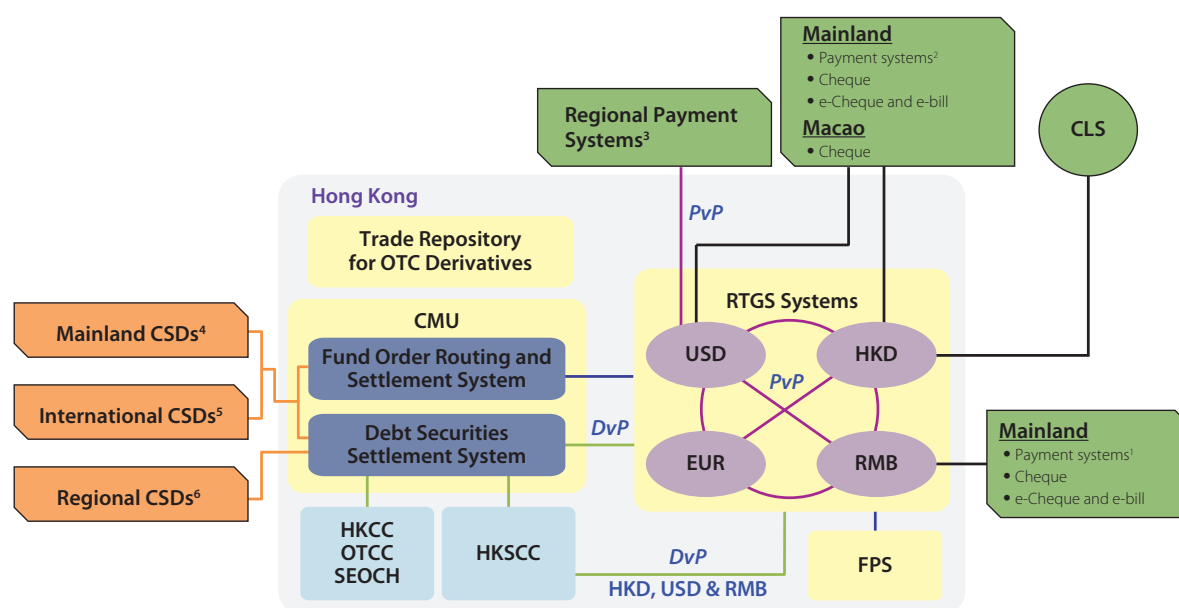 Mainland
• Payment systems²
• Cheque
• e-Cheque and e-bill
Macao
• Cheque
CLS
Regional Payment
Systems³
Hong Kong
PvP
Trade Repository
for OTC Derivatives
RTGS Systems
CMU
Mainland CSDs⁴
Fund Order Routing and
Settlement System
USD
HKD
PvP
International CSDs⁵
Debt Securities
Settlement System
DvP
EUR
RMB
Mainland
• Payment systems¹
• Cheque
• e-Cheque and e-bill
Regional CSDs⁶
HKCC
OTCC
SEOCH
HKSCC
DvP
HKD, USD & RMB
FPS